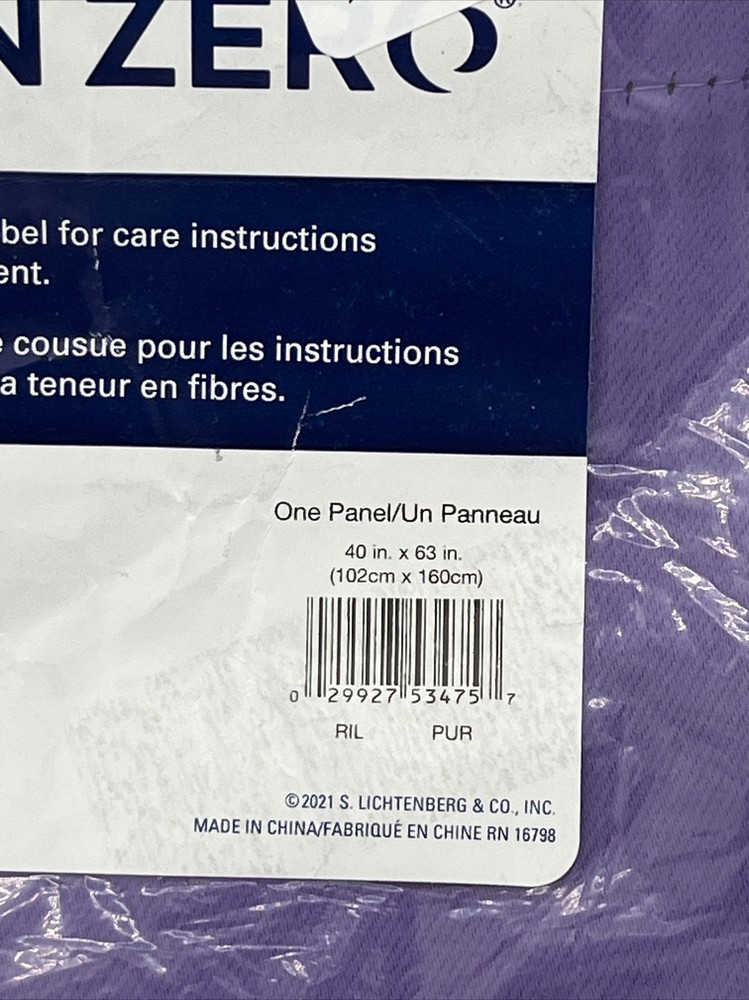 N ZERO®
bel for care instructions
ent.
e cousue pour les instructions
a teneur en fibres.
One Panel/Un Panneau
40 in. x 63 in.
(102cm x 160cm)
0 29927 53475 7
RIL PUR
©2021 S. LICHTENBERG & CO., INC.
MADE IN CHINA/FABRIQUÉ EN CHINE RN 16798